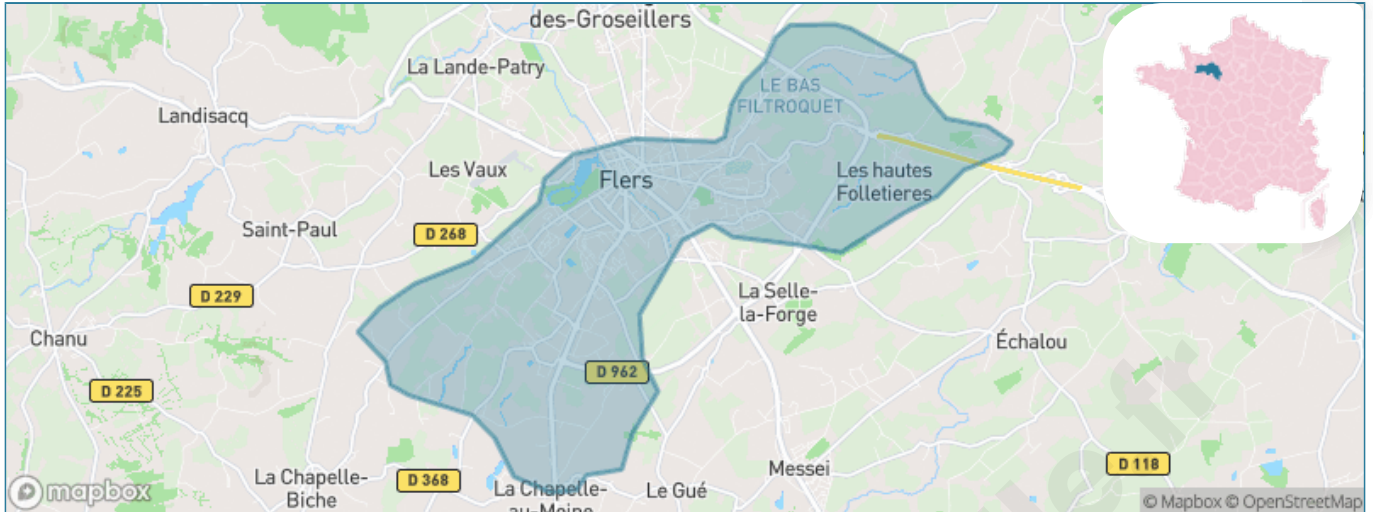 des-Groseillers
La Lande-Patry
LE BAS
FILTROQUET
Landisacq
Les Vaux
Flers
Les hautes
Folletieres
Saint-Paul
D 268
D 229
La Selle-
la-Forge
Chanu
Échalou
D 962
D 225
La Chapelle-
Biche
D 368
La Chapelle-
au-Moine
Le Gué
Messei
D 118
mapbox
© Mapbox © OpenStreetMap